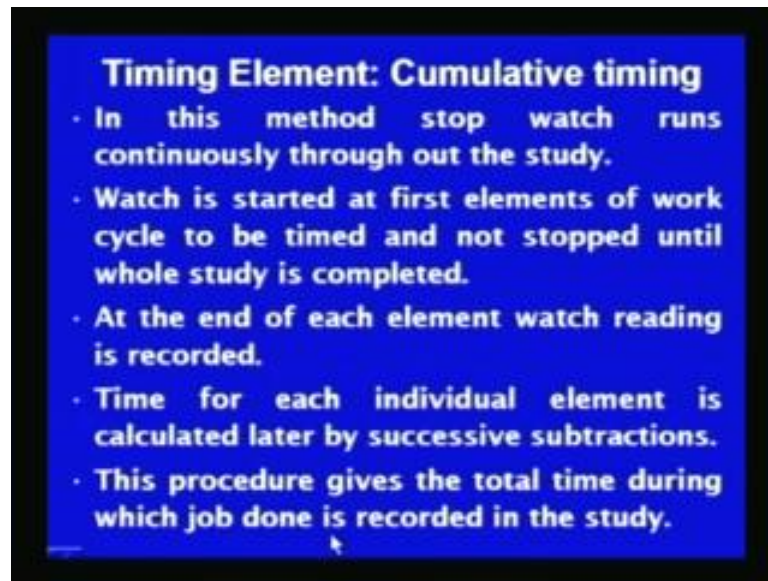 Timing Element: Cumulative timing
· In this method stop watch runs
continuously through out the study.
· Watch is started at first elements of work
cycle to be timed and not stopped until
whole study is completed.
· At the end of each element watch reading
is recorded.
· Time for each individual element is
calculated later by successive subtractions.
· This procedure gives the total time during
which job done is recorded in the study.